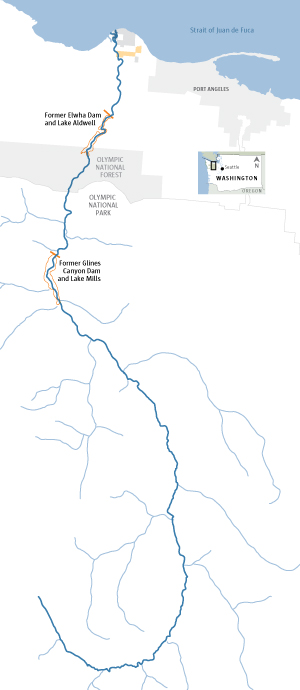 Strait of Juan de Fuca
PORT ANGELES
Former Elwha Dam
and Lake Aldwell
OLYMPIC
NATIONAL
FOREST
Seattle
WASHINGTON
OREGON
OLYMPIC
NATIONAL
PARK
Former Glines
Canyon Dam
and Lake Mills
N